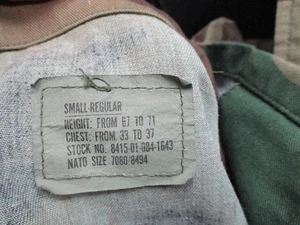 SMALL-REGULAR
HEIGHT: FROM 67 TO 71
CHEST: FROM 33 TO 37
STOCK NO. 8415-01-084-1643
NATO SIZE 7080/8494